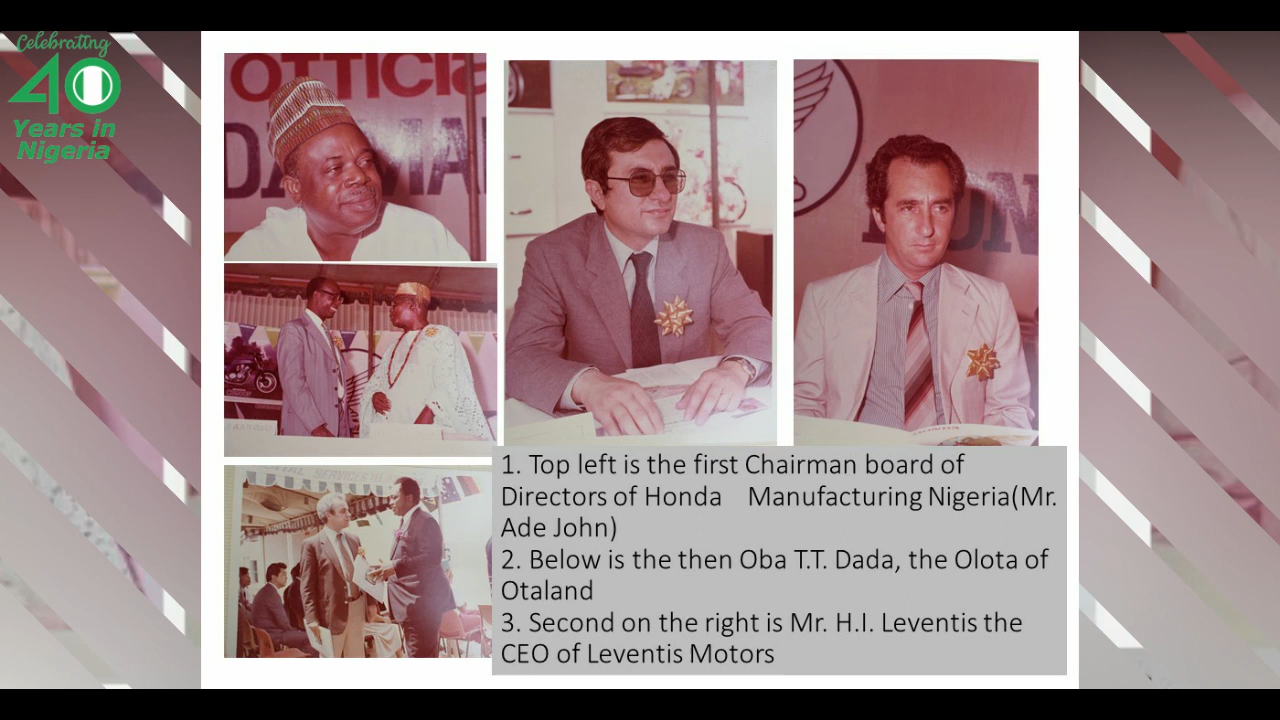 Celebrating
40
Years in
Nigeria
OFFICIA
1. Top left is the first Chairman board of
Directors of Honda    Manufacturing Nigeria(Mr.
Ade John)
2. Below is the then Oba T.T. Dada, the Olota of
Otaland
3. Second on the right is Mr. H.I. Leventis the
CEO of Leventis Motors